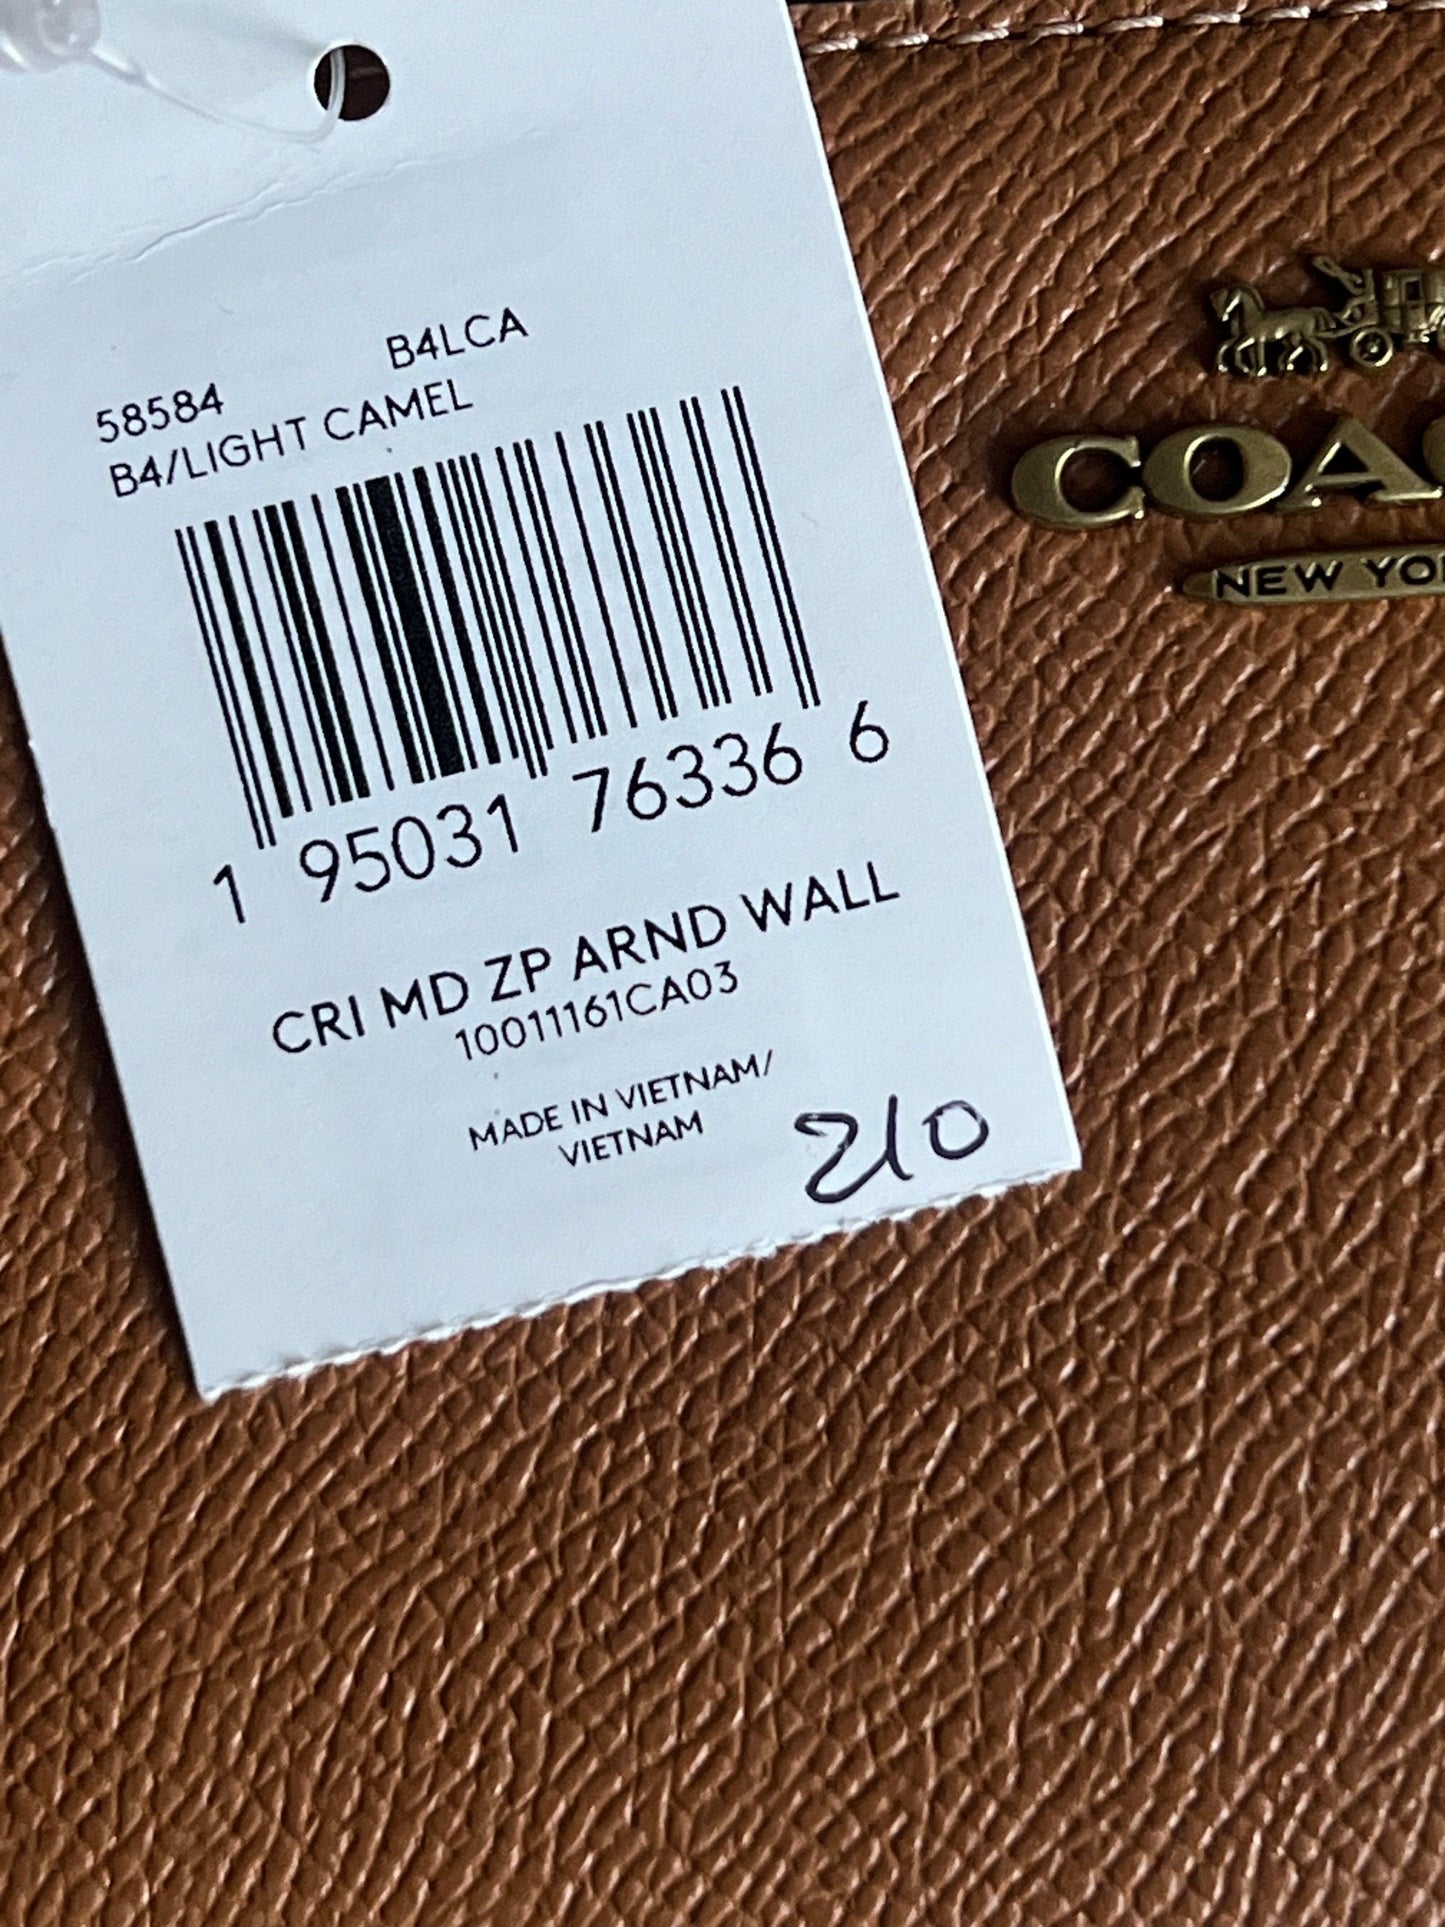 B4LCA
58584
B4/LIGHT CAMEL
1 95031 76336 6
CRI MD ZP ARND WALL
10011161CA03
MADE IN VIETNAM/
VIETNAM
210
COA
NEW YO